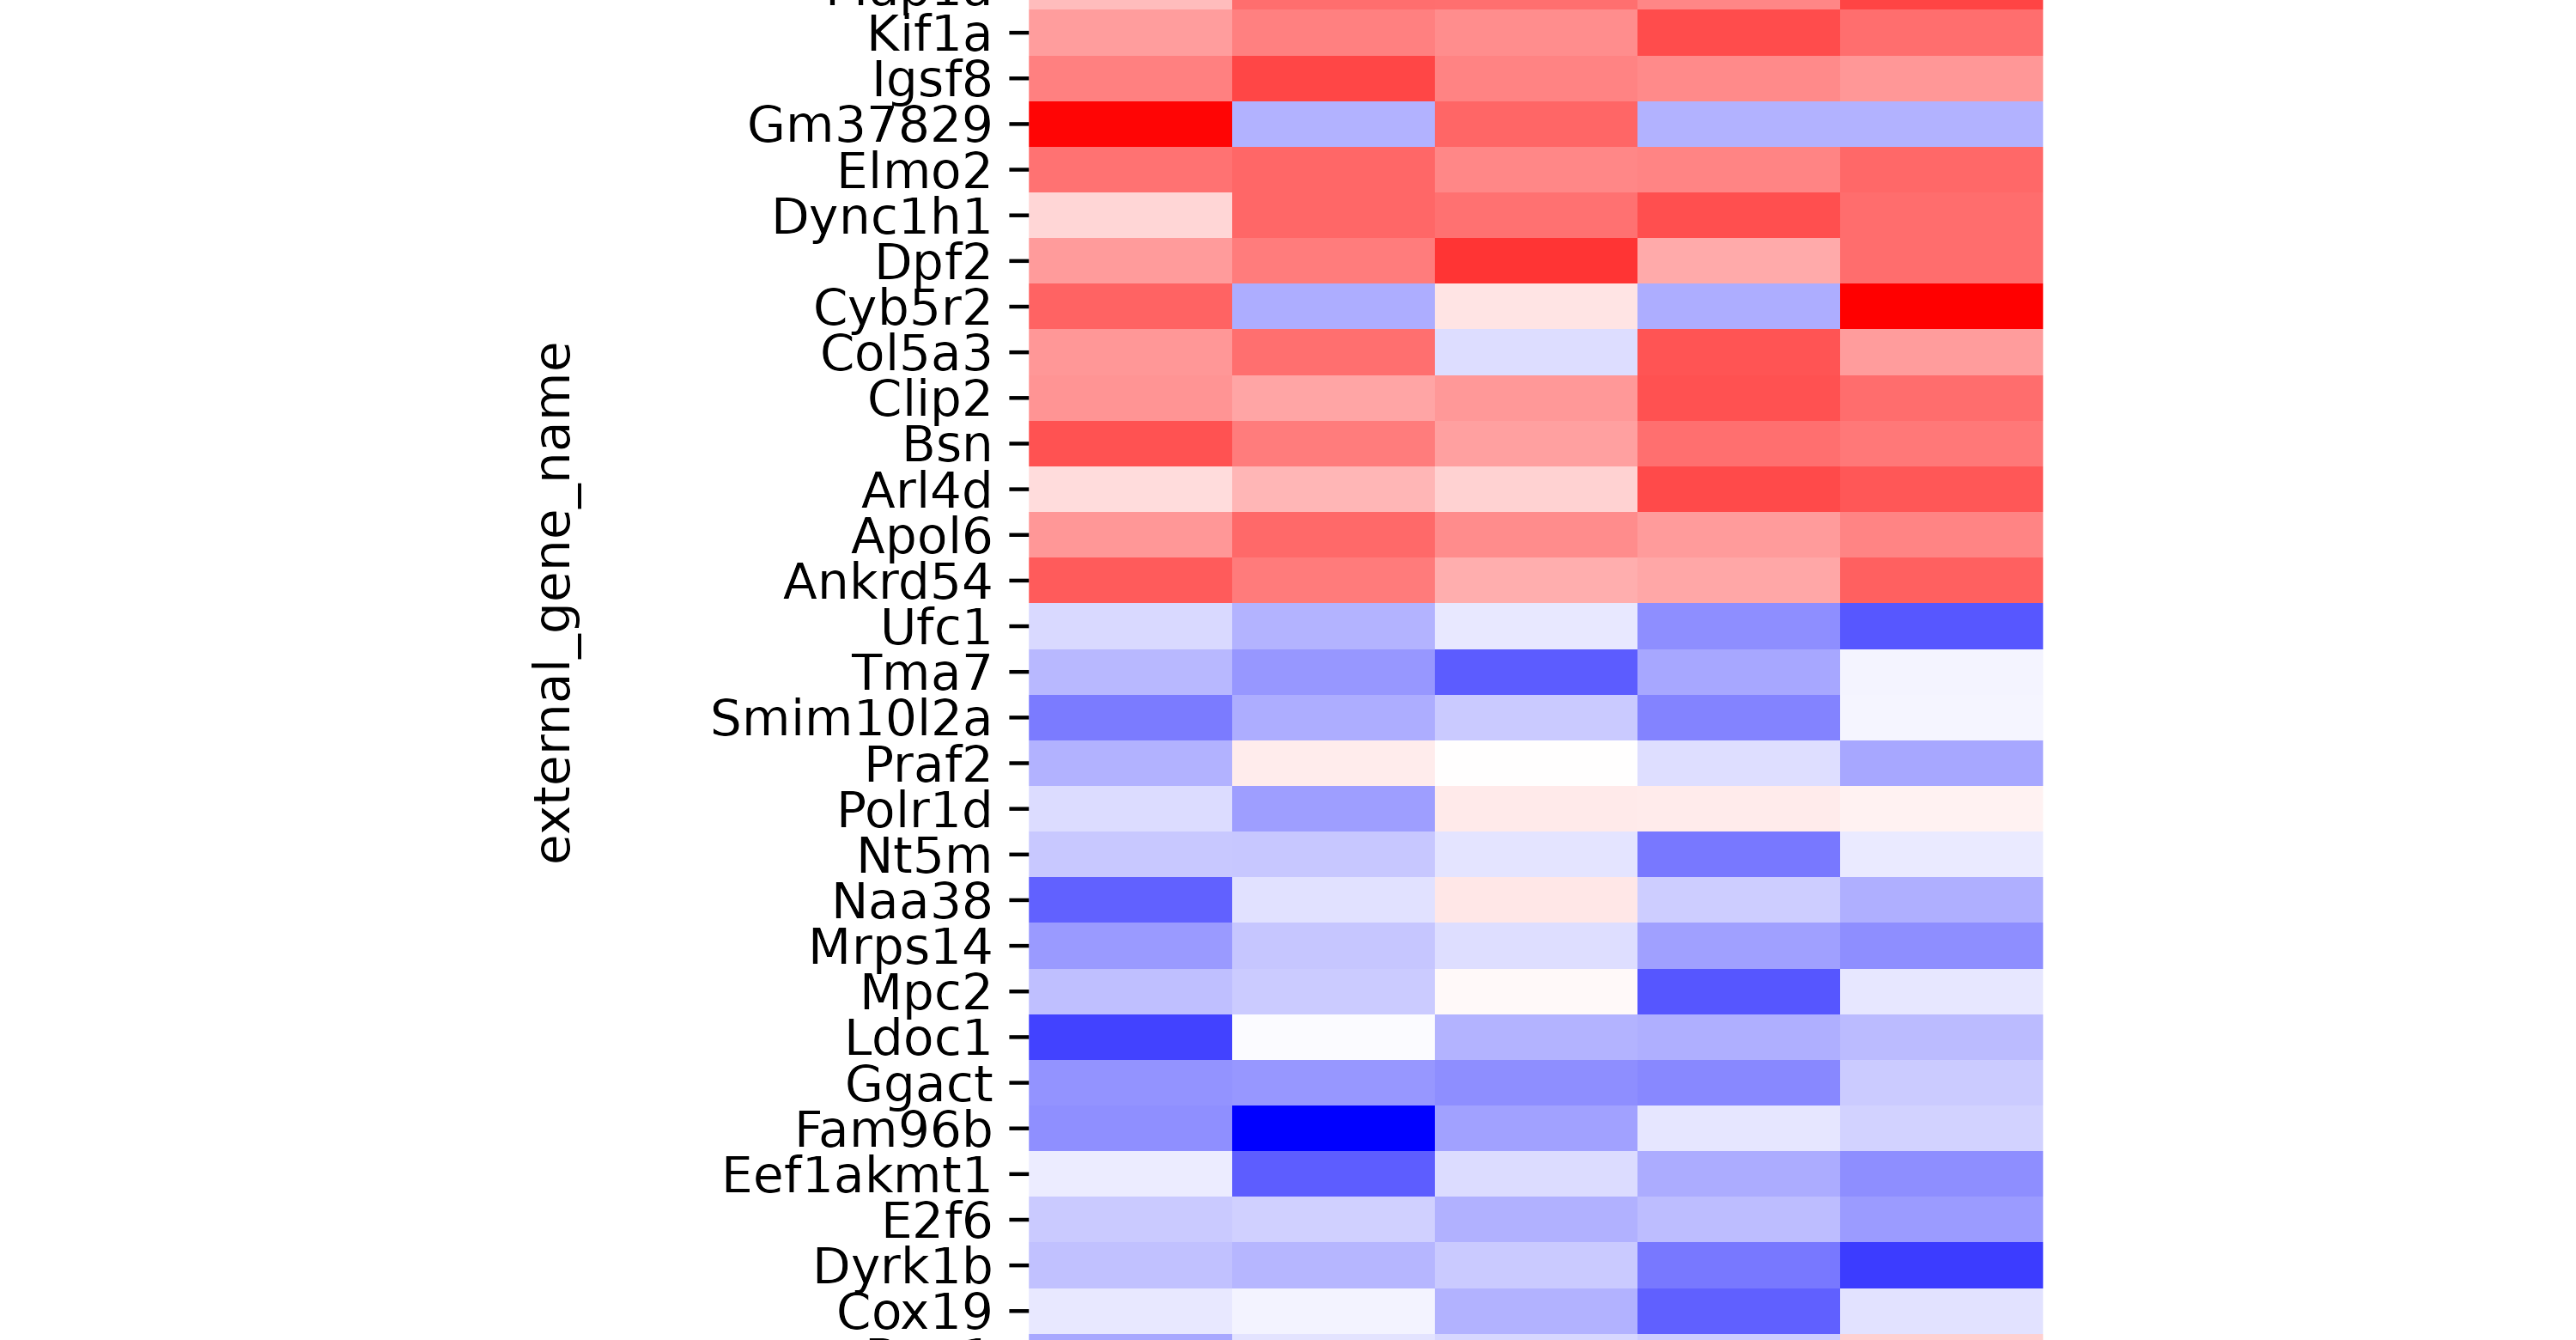 Kif1a
Igsf8
Gm37829
Elmo2
Dync1h1
Dpf2
Cyb5r2
Col5a3
Clip2
Bsn
Arl4d
Apol6
Ankrd54
Ufc1
Tma7
Smim10l2a
Praf2
Polr1d
Nt5m
Naa38
Mrps14
Mpc2
Ldoc1
Ggact
Fam96b
Eef1akmt1
E2f6
Dyrk1b
Cox19
external_gene_name